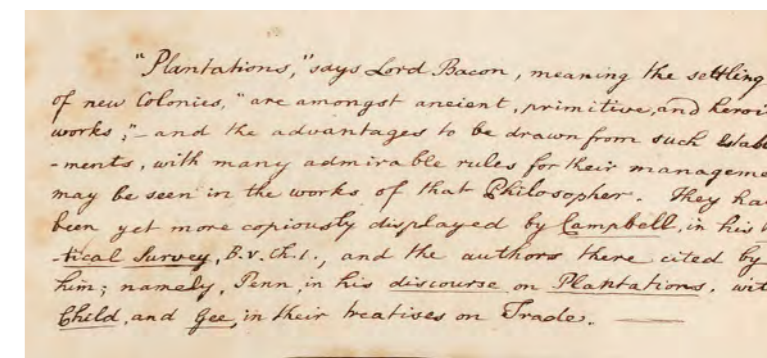 "Plantations," says Lord Bacon, meaning the settling
of new Colonies, "are amongst ancient, primitive, and heroi
works;" – and the advantages to be drawn from such Estab
-ments, with many admirable rules for their manageme
may be seen in the works of that Philosopher. They ha
been yet more copiously displayed by Campbell, in his
-tical Survey, B.V. Ch. 1., and the authors there cited by
him; namely, Penn, in his discourse on Plantations, wit
Child, and Gee, in their treatises on Trade. —